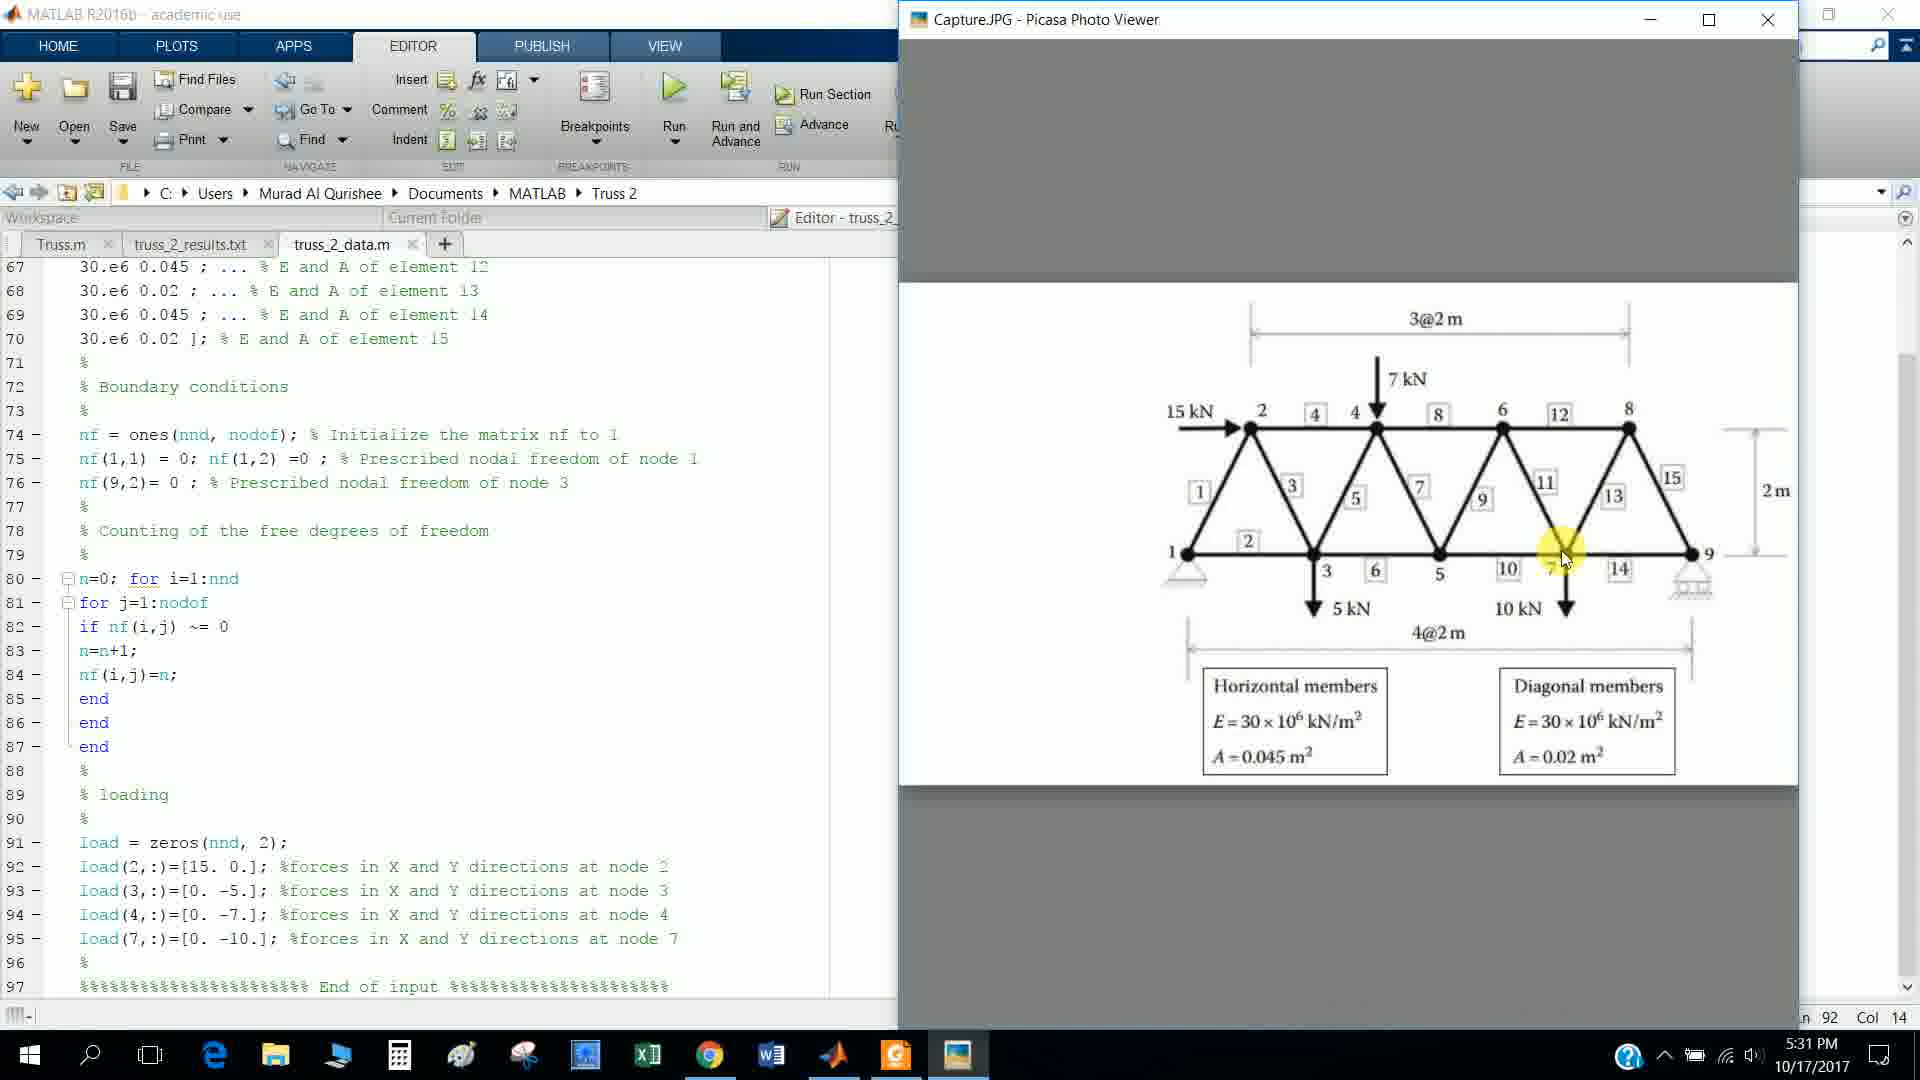 MATLAB R2016b - academic use
HOME PLOTS APPS EDITOR PUBLISH VIEW
New Open Save
Find Files
Compare
Print
Go To
Find
Insert
Comment
Indent
Breakpoints
Run
Run and
Advance
Run Section
Advance
FILE NAVIGATE EDIT BREAKPOINTS RUN
C: Users Murad Al Qurishee Documents MATLAB Truss 2
Workspace Current Folder Editor - truss_2_
Truss.m truss_2_results.txt truss_2_data.m
67 30.e6 0.045 ; ... % E and A of element 12
68 30.e6 0.02 ; ... % E and A of element 13
69 30.e6 0.045 ; ... % E and A of element 14
70 30.e6 0.02 ]; % E and A of element 15
71 %
72 % Boundary conditions
73 %
74 nf = ones(nnd, nodof); % Initialize the matrix nf to 1
75 nf(1,1) = 0; nf(1,2) =0 ; % Prescribed nodal freedom of node 1
76 nf(9,2)= 0 ; % Prescribed nodal freedom of node 3
77 %
78 % Counting of the free degrees of freedom
79 %
80 n=0; for i=1:nnd
81 for j=1:nodof
82 if nf(i,j) ~= 0
83 n=n+1;
84 nf(i,j)=n;
85 end
86 end
87 end
88 %
89 % loading
90 %
91 load = zeros(nnd, 2);
92 load(2,:)=[15. 0.]; %forces in X and Y directions at node 2
93 load(3,:)=[0. -5.]; %forces in X and Y directions at node 3
94 load(4,:)=[0. -7.]; %forces in X and Y directions at node 4
95 load(7,:)=[0. -10.]; %forces in X and Y directions at node 7
96 %
97 %%%%%%%%%%%%%%%%%%%%%%% End of input %%%%%%%%%%%%%%%%%%%%%%%
Capture.JPG - Picasa Photo Viewer
3@2 m
7 kN
15 kN 2 4 4 8 6 12 8
1 3 5 7 9 11 13 15
2 m
1 2 9
3 6 5 10 7 14
5 kN 10 kN
4@2 m
Horizontal members
E = 30 × 10⁶ kN/m²
A = 0.045 m²
Diagonal members
E = 30 × 10⁶ kN/m²
A = 0.02 m²
92 Col 14
5:31 PM
10/17/2017